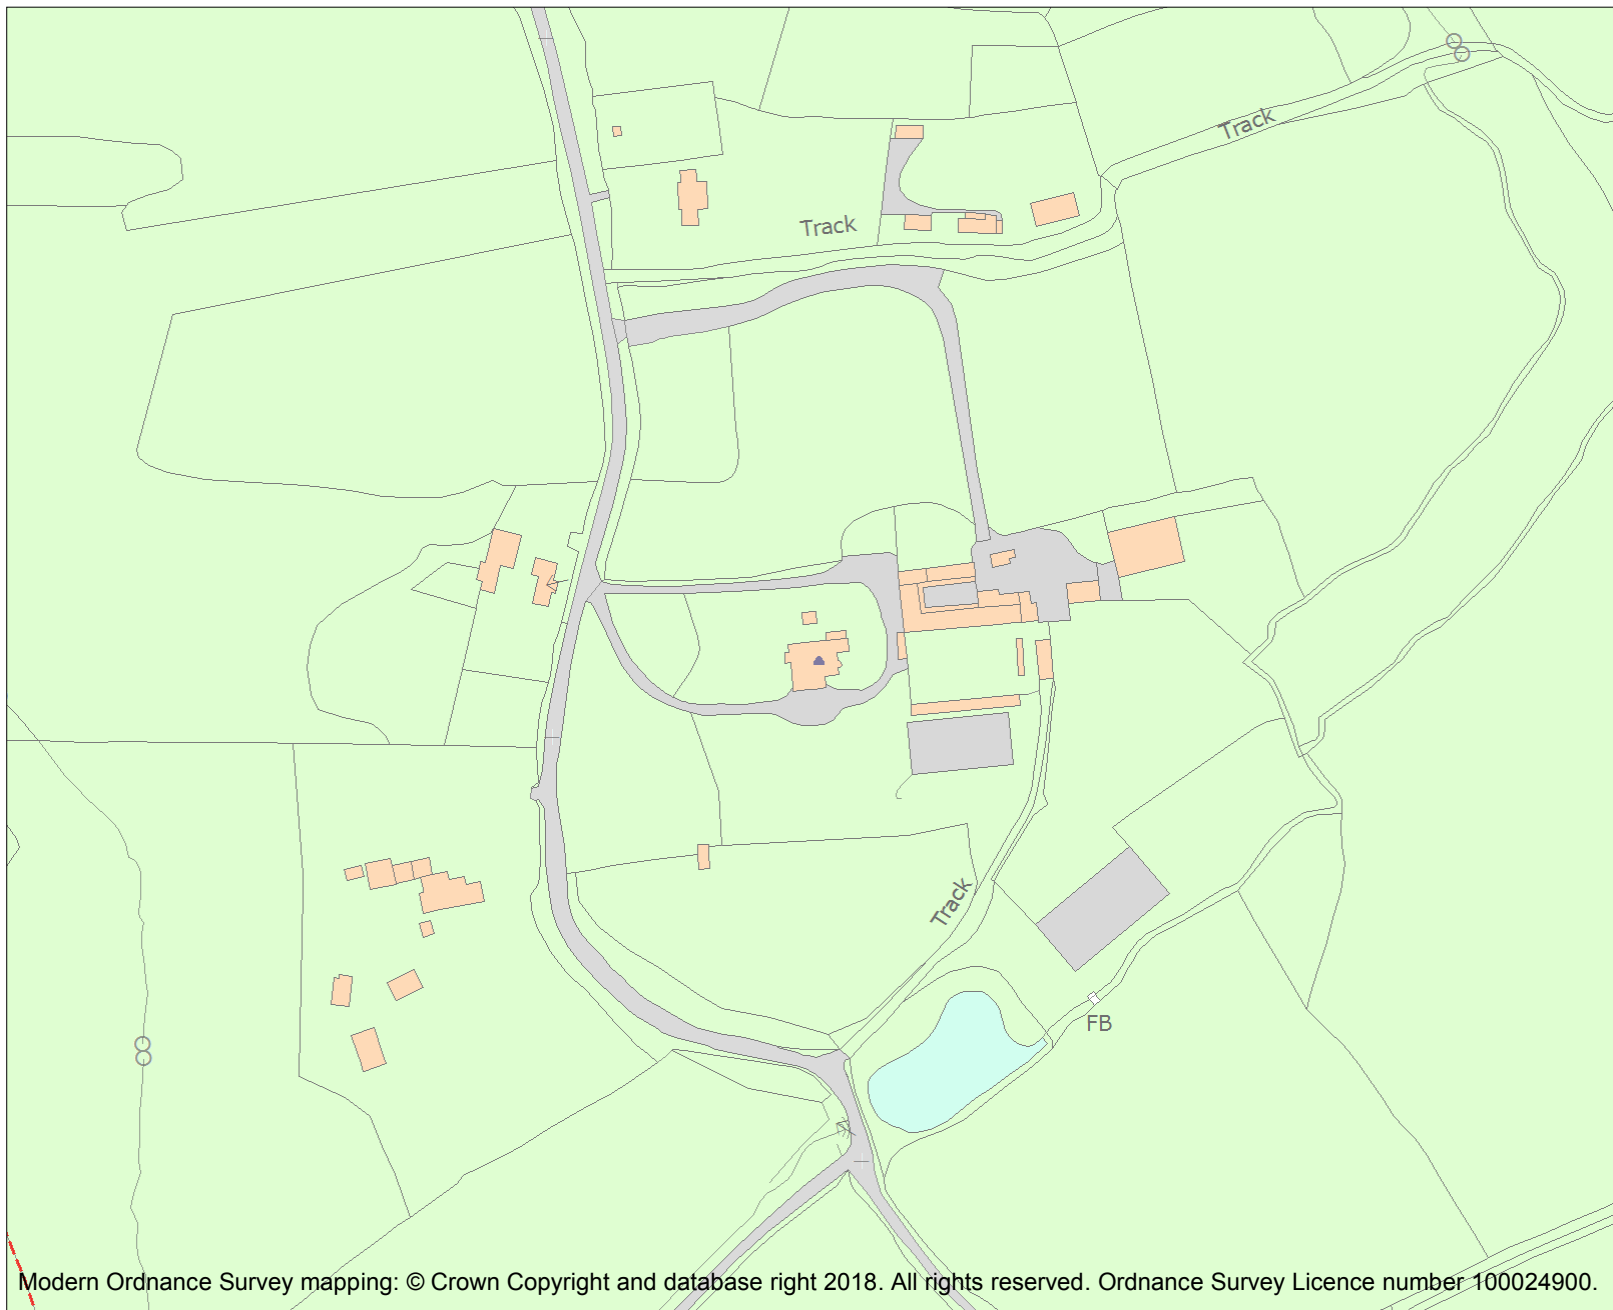 Track
Track
Track
FB
Modern Ordnance Survey mapping: © Crown Copyright and database right 2018. All rights reserved. Ordnance Survey Licence number 100024900.